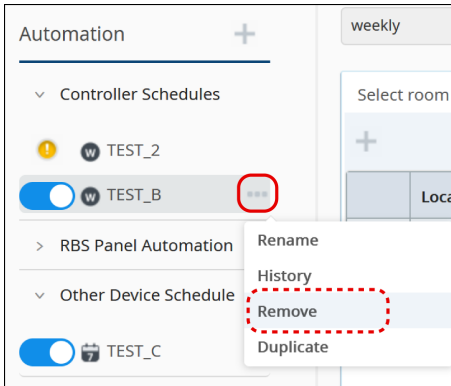 Automation
weekly
Controller Schedules
Select room
W TEST_2
W TEST_B
Loca
RBS Panel Automation
Rename
History
Other Device Schedule
Remove
Duplicate
7 TEST_C